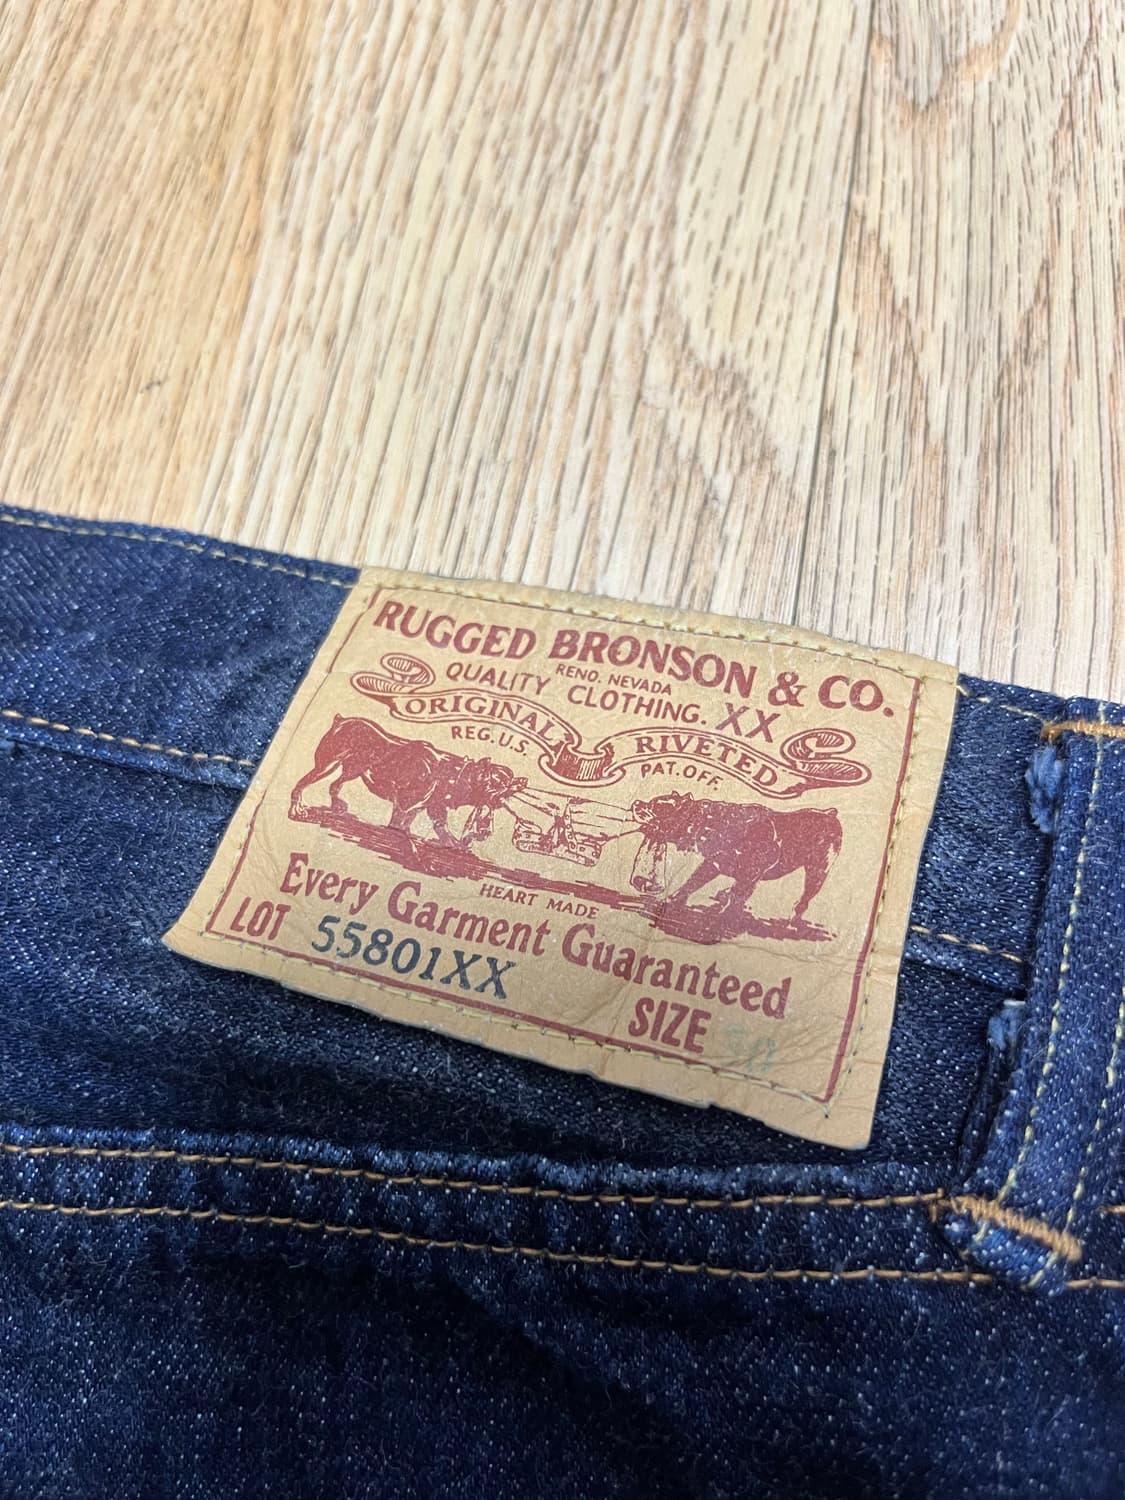 RUGGED BRONSON & CO.
RENO. NEVADA
QUALITY CLOTHING. XX
ORIGINAL RIVETED
REG. U.S. PAT. OFF.
HEART MADE
Every Garment Guaranteed
LOT 55801XX
SIZE